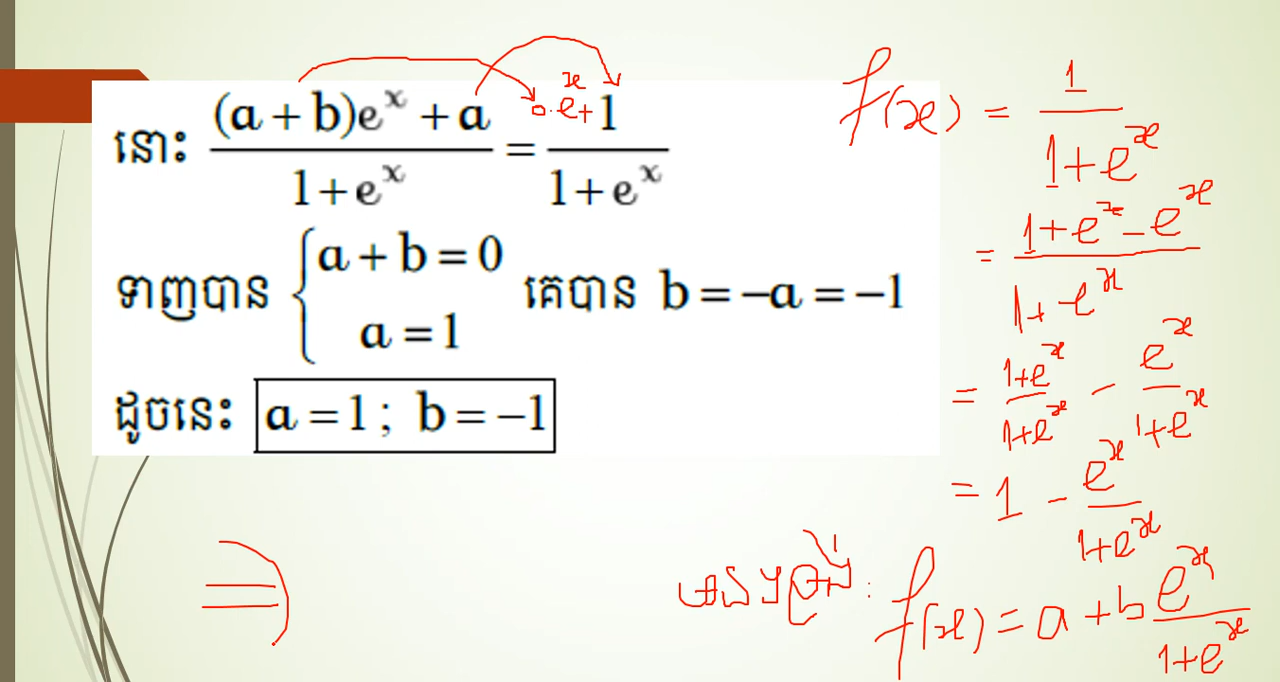 នោះ ((a + b)eˣ + a)/(1 + eˣ) = 0·eˣ + 1/(1 + eˣ)
ទាញបាន { a + b = 0
a = 1
គេបាន b = −a = −1
ដូចនេះ a = 1 ; b = −1
f(x) = 1/(1 + eˣ)
= (1 + eˣ − eˣ)/(1 + eˣ)
= (1 + eˣ)/(1 + eˣ) − eˣ/(1 + eˣ)
= 1 − eˣ/(1 + eˣ)
f(x) = a + b eˣ/(1 + eˣ)
⇒